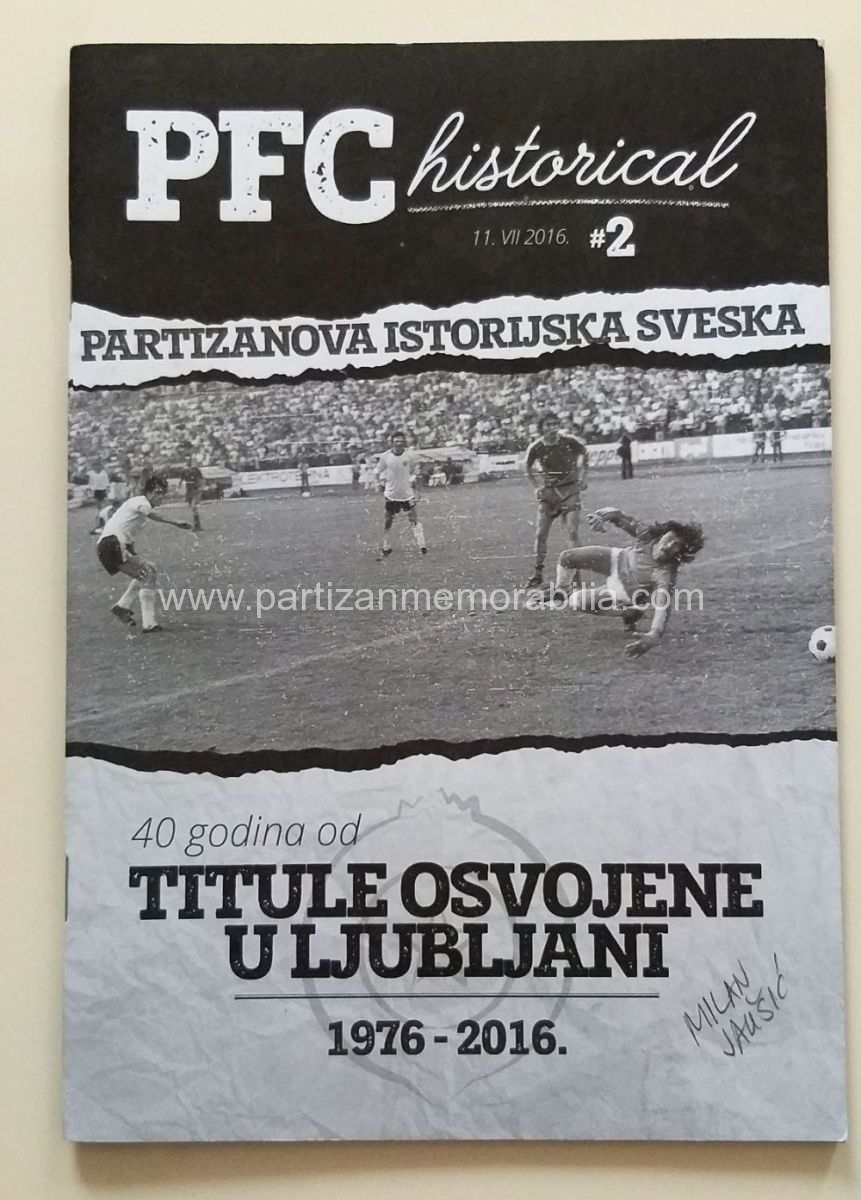 PFC historical
11. VII 2016. #2
PARTIZANOVA ISTORIJSKA SVESKA
ELEKTROTEHNA
www.partizanmemorabilia.com
40 godina od
TITULE OSVOJENE
U LJUBLJANI
1976 - 2016.
MILAN
JAUŠIĆ